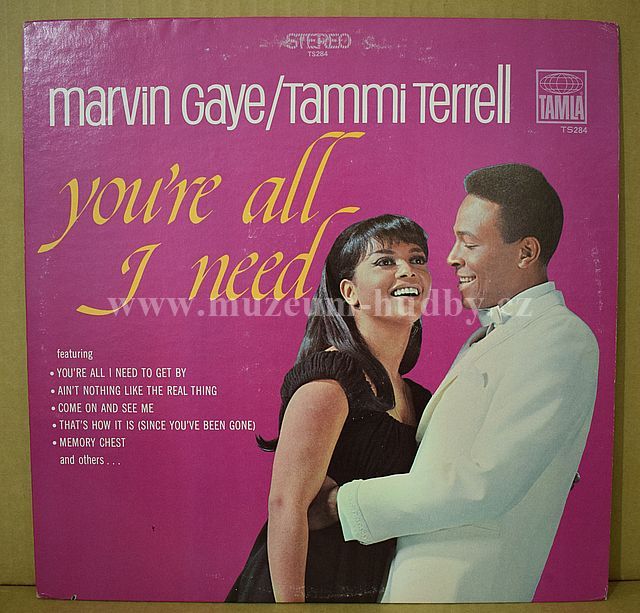 STEREO
TS284
marvin Gaye/Tammi Terrell
TAMLA
TS284
you're all
I need
www.muzeum-hudby.cz
featuring
• YOU'RE ALL I NEED TO GET BY
• AIN'T NOTHING LIKE THE REAL THING
• COME ON AND SEE ME
• THAT'S HOW IT IS (SINCE YOU'VE BEEN GONE)
• MEMORY CHEST
and others...